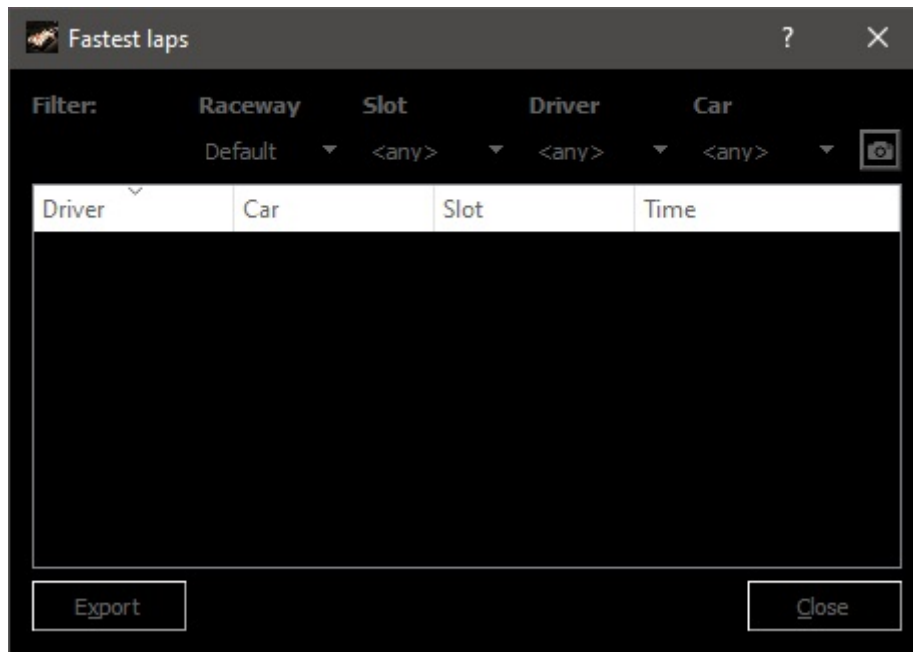 Fastest laps ?
Filter: Raceway Slot Driver Car
Default <any> <any> <any>
Driver Car Slot Time
Export Close